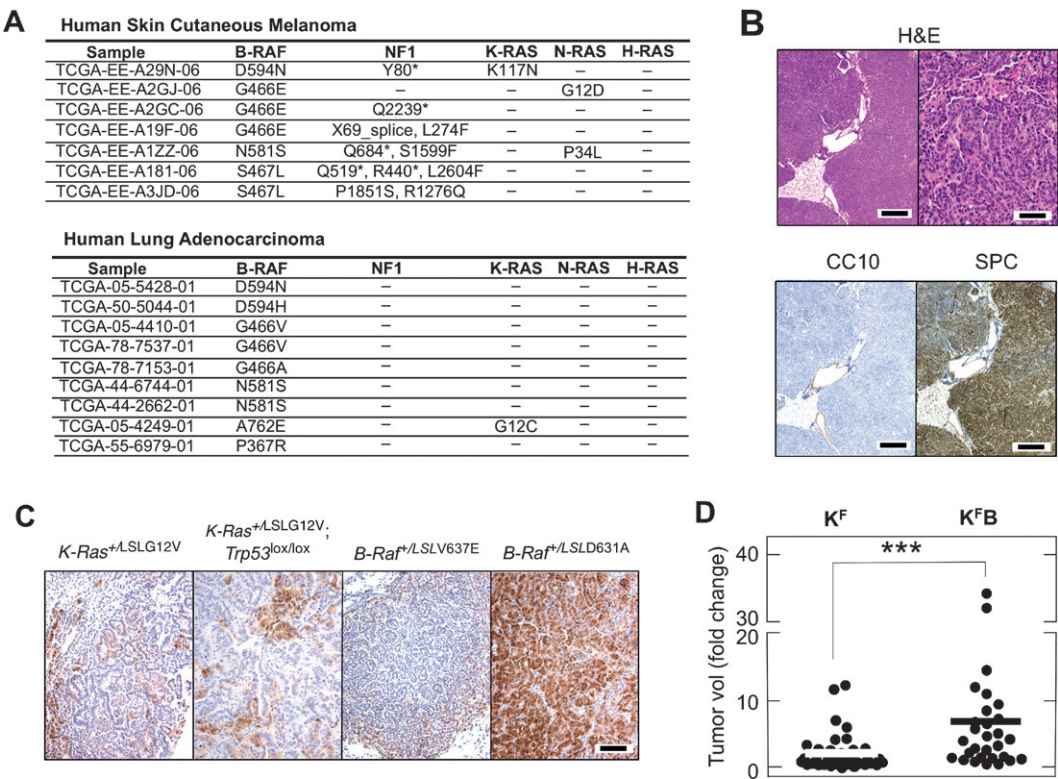 A
Human Skin Cutaneous Melanoma
Sample B-RAF NF1 K-RAS N-RAS H-RAS
TCGA-EE-A29N-06 D594N Y80* K117N – –
TCGA-EE-A2GJ-06 G466E – – G12D –
TCGA-EE-A2GC-06 G466E Q2239* – – –
TCGA-EE-A19F-06 G466E X69_splice, L274F – – –
TCGA-EE-A1ZZ-06 N581S Q684*, S1599F – P34L –
TCGA-EE-A181-06 S467L Q519*, R440*, L2604F – – –
TCGA-EE-A3JD-06 S467L P1851S, R1276Q – – –
Human Lung Adenocarcinoma
Sample B-RAF NF1 K-RAS N-RAS H-RAS
TCGA-05-5428-01 D594N – – – –
TCGA-50-5044-01 D594H – – – –
TCGA-05-4410-01 G466V – – – –
TCGA-78-7537-01 G466V – – – –
TCGA-78-7153-01 G466A – – – –
TCGA-44-6744-01 N581S – – – –
TCGA-44-2662-01 N581S – – – –
TCGA-05-4249-01 A762E – G12C – –
TCGA-55-6979-01 P367R – – – –
B
H&E
CC10 SPC
C
K-Ras+/LSLG12V
K-Ras+/LSLG12V;
Trp53lox/lox
B-Raf+/LSLV637E
B-Raf+/LSLD631A
D
KF KFB
***
Tumor vol (fold change)
40
30
20
10
0